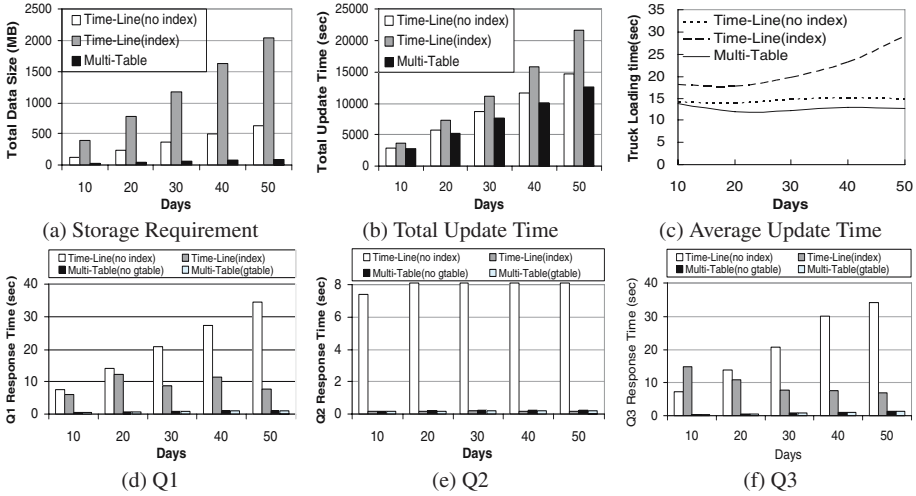 Total Data Size (MB)
2500
2000
1500
1000
500
0
Time-Line(no index)
Time-Line(index)
Multi-Table
10 20 30 40 50
Days
(a) Storage Requirement
Total Update Time (sec)
25000
20000
15000
10000
5000
0
Time-Line(no index)
Time-Line(index)
Multi-Table
10 20 30 40 50
Days
(b) Total Update Time
Truck Loading time(sec)
35
30
25
20
15
10
5
0
Time-Line(no index)
Time-Line(index)
Multi-Table
10 20 30 40 50
Days
(c) Average Update Time
Time-Line(no index) Time-Line(index)
Multi-Table(no gtable) Multi-Table(gtable)
Q1 Response Time (sec)
40
30
20
10
0
10 20 30 40 50
Days
(d) Q1
Time-Line(no index) Time-Line(index)
Multi-Table(no gtable) Multi-Table(gtable)
Q2 Response Time (sec)
8
6
4
2
0
10 20 30 40 50
Days
(e) Q2
Time-Line(no index) Time-Line(index)
Multi-Table(no gtable) Multi-Table(gtable)
Q3 Response Time (sec)
40
30
20
10
0
10 20 30 40 50
Days
(f) Q3